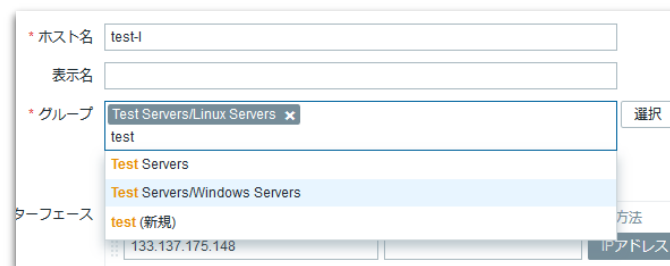 * ホスト名 test-l
表示名
* グループ Test Servers/Linux Servers ×
選択
test
Test Servers
Test Servers/Windows Servers
test (新規)
ターフェース
方法
133.137.175.148
IPアドレス